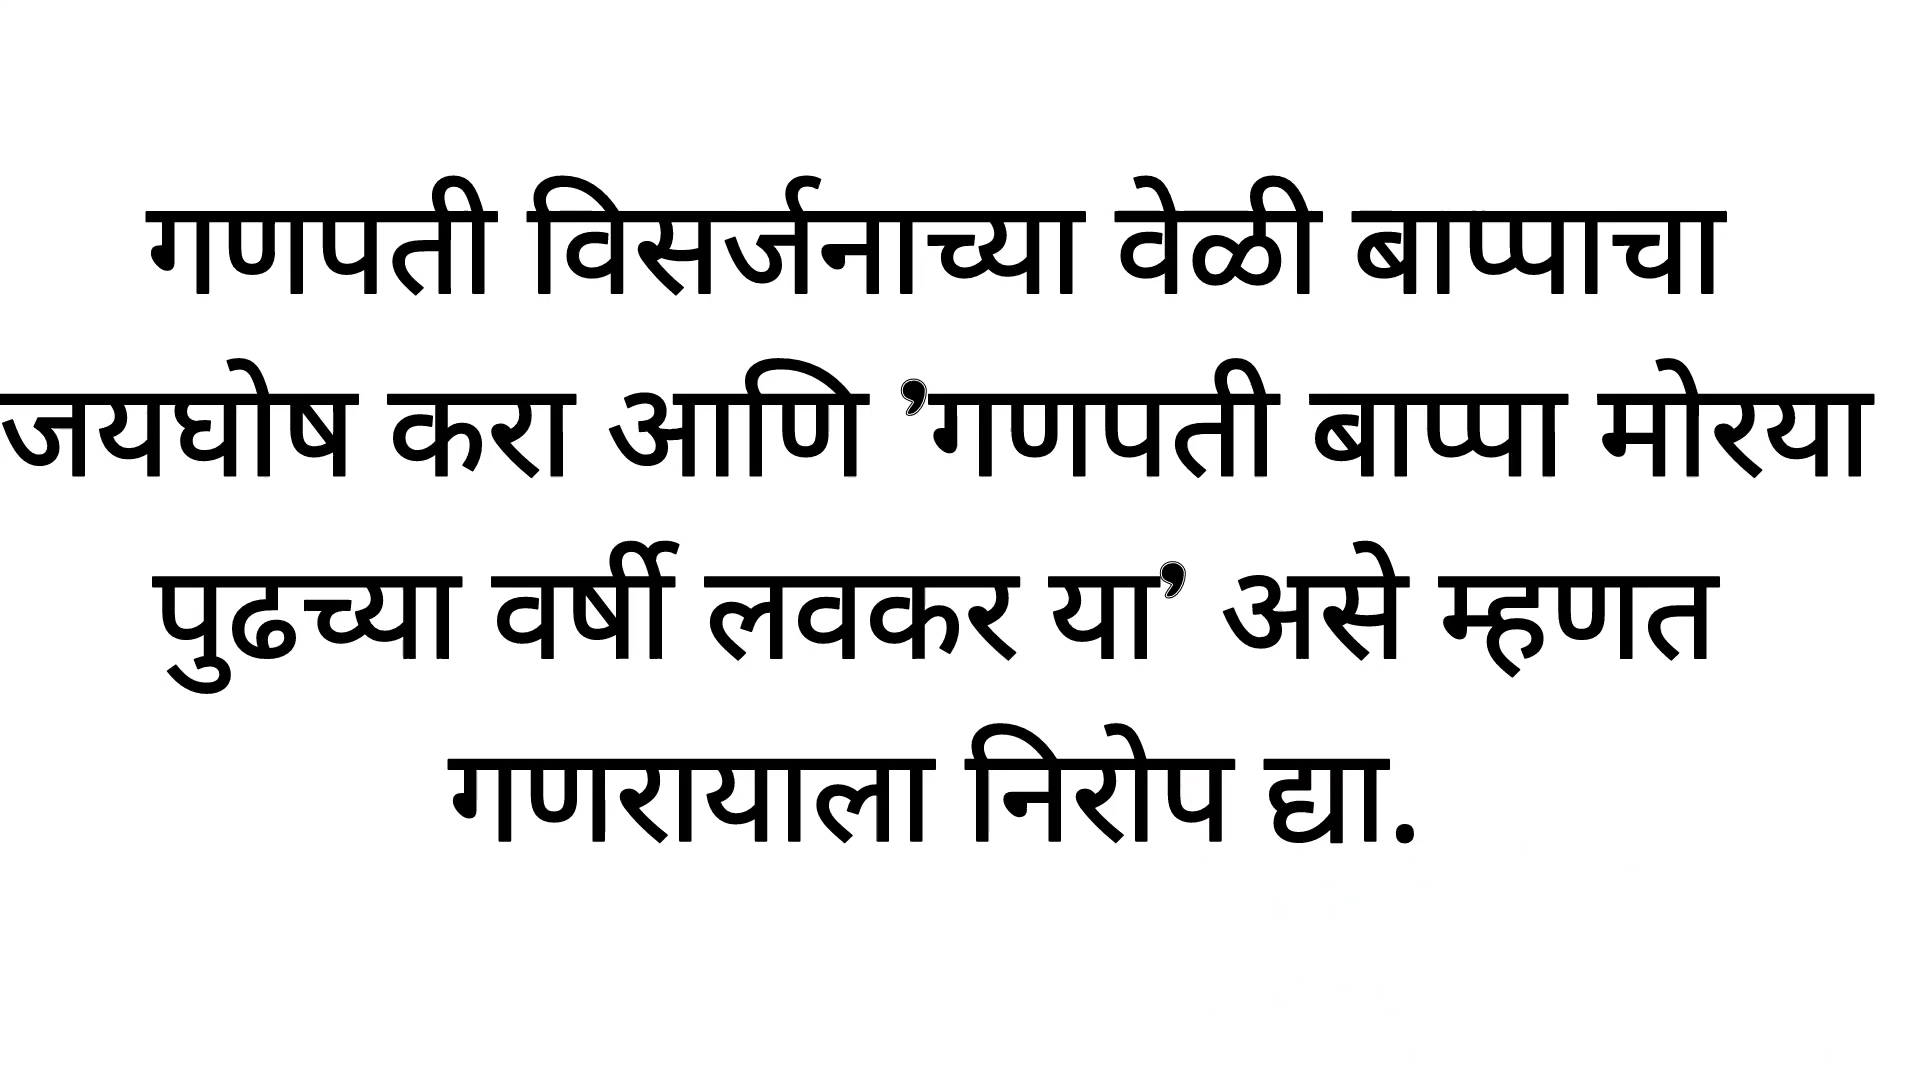 गणपती विसर्जनाच्या वेळी बाप्पाचा
जयघोष करा आणि ’गणपती बाप्पा मोरया
पुढच्या वर्षी लवकर या’ असे म्हणत
गणरायाला निरोप द्या.